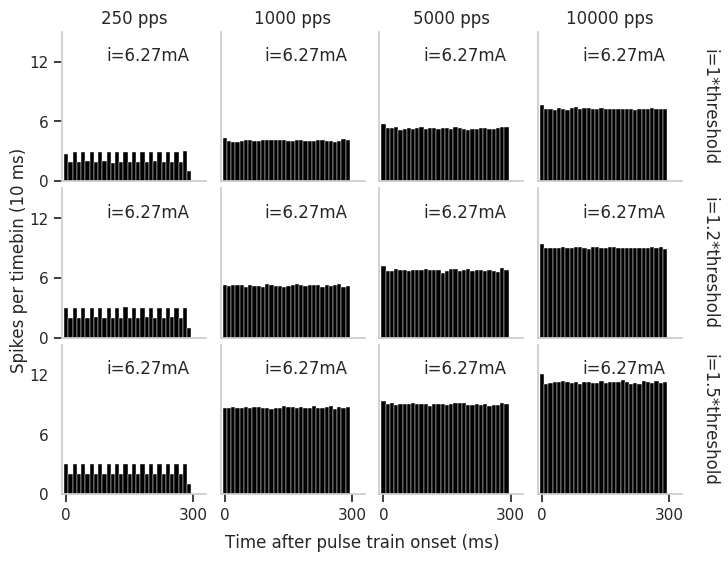 250 pps 1000 pps 5000 pps 10000 pps
12 i=6.27mA i=6.27mA i=6.27mA i=6.27mA
6
0
i=1*threshold
12 i=6.27mA i=6.27mA i=6.27mA i=6.27mA
6
0
i=1.2*threshold
12 i=6.27mA i=6.27mA i=6.27mA i=6.27mA
6
0
i=1.5*threshold
Spikes per timebin (10 ms)
0 300 0 300 0 300 0 300
Time after pulse train onset (ms)